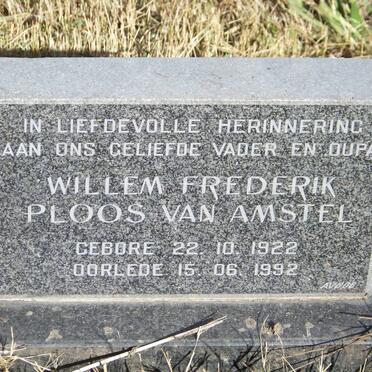 IN LIEFDEVOLLE HERINNERING
AAN ONS GELIEFDE VADER EN OUPA
WILLEM FREDERIK
PLOOS VAN AMSTEL
GEBORE 22. 10. 1922
OORLEDE 15. 06. 1992